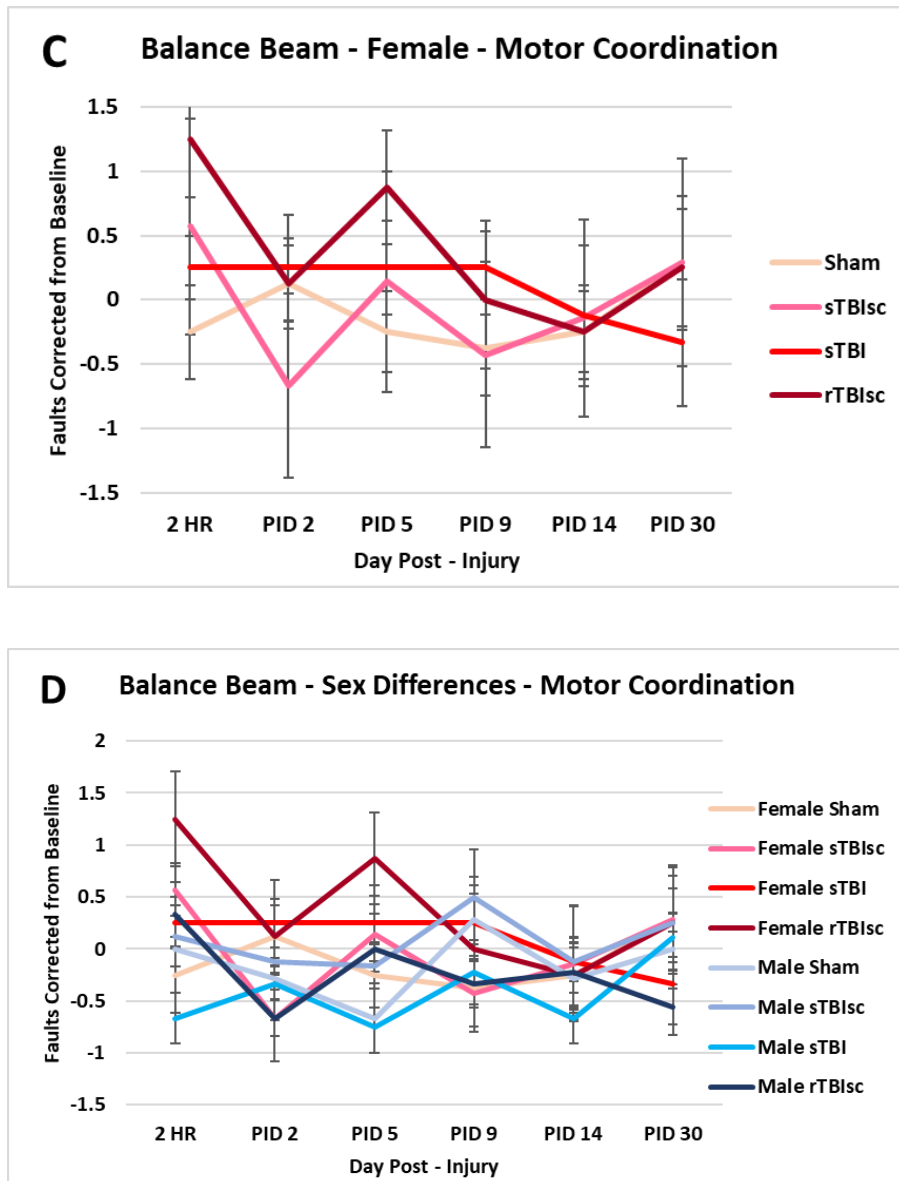 C Balance Beam - Female - Motor Coordination
Faults Corrected from Baseline
1.5
1
0.5
0
-0.5
-1
-1.5
2 HR PID 2 PID 5 PID 9 PID 14 PID 30
Day Post - Injury
Sham
sTBIsc
sTBI
rTBIsc
D Balance Beam - Sex Differences - Motor Coordination
Faults Corrected from Baseline
2
1.5
1
0.5
0
-0.5
-1
-1.5
2 HR PID 2 PID 5 PID 9 PID 14 PID 30
Day Post - Injury
Female Sham
Female sTBIsc
Female sTBI
Female rTBIsc
Male Sham
Male sTBIsc
Male sTBI
Male rTBIsc